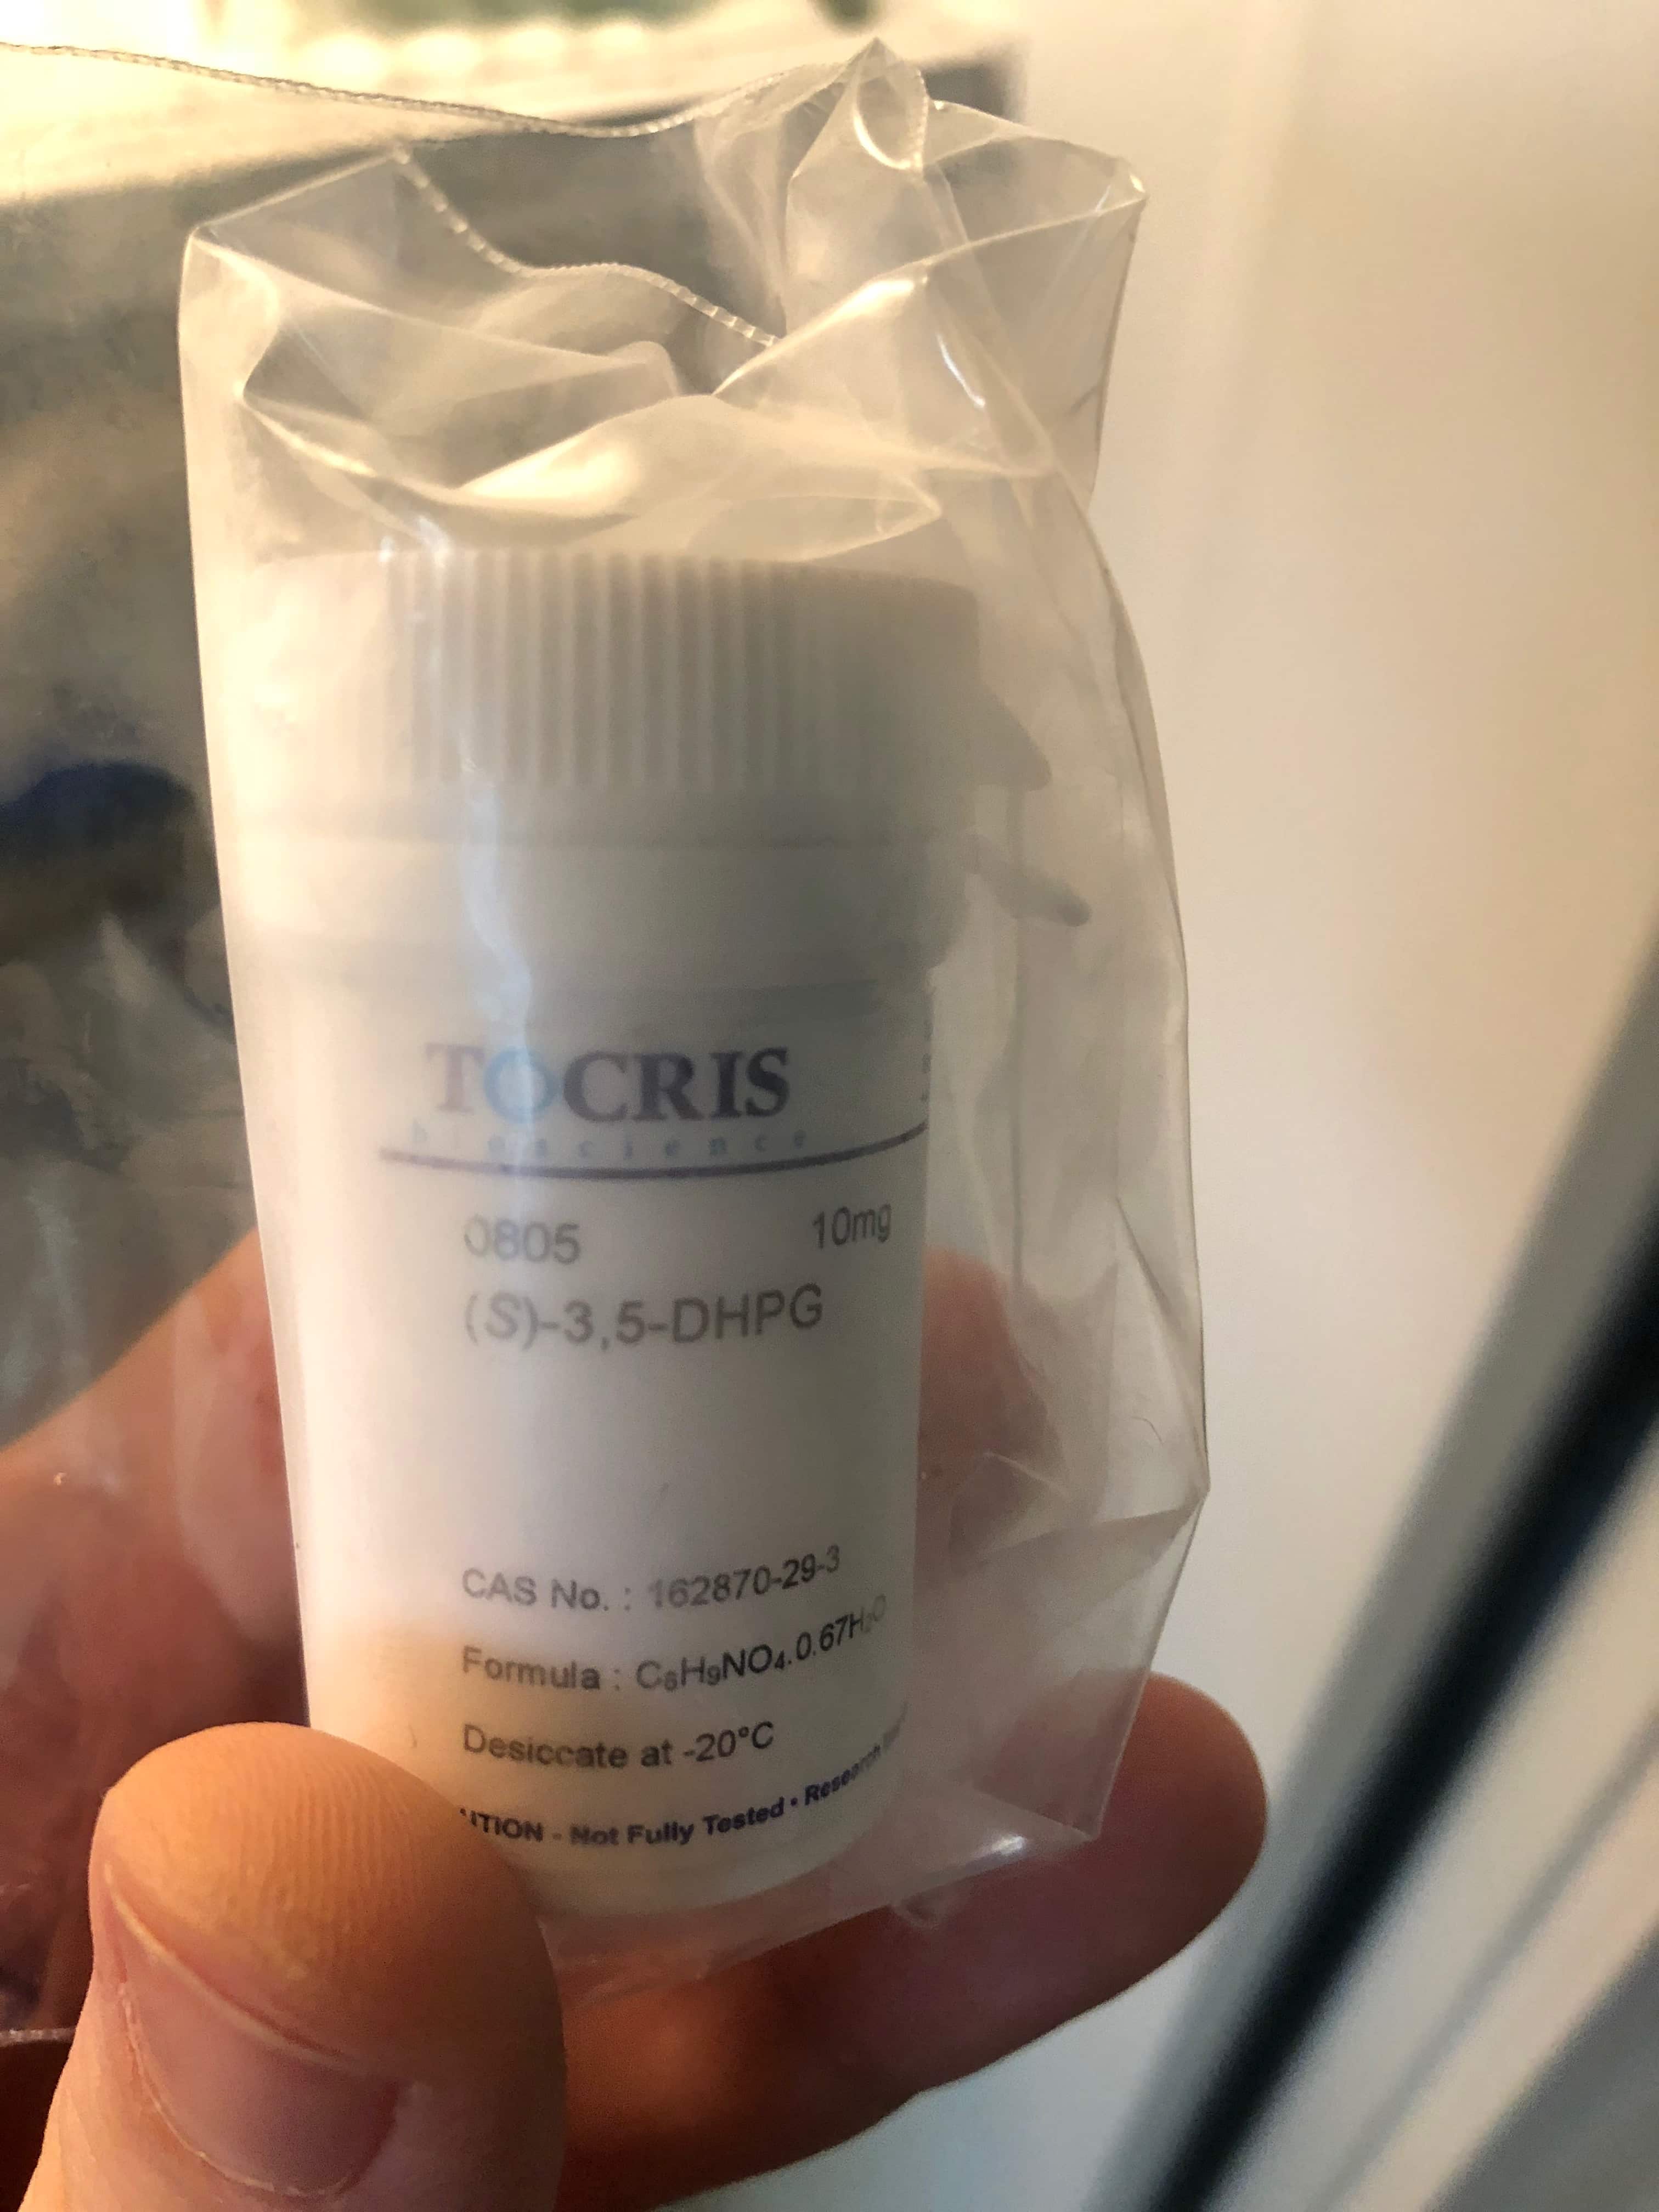 TOCRIS
bioscience
0805 10mg
(S)-3,5-DHPG
CAS No. : 162870-29-3
Formula : C₈H₉NO₄.0.67H₂O
Desiccate at -20°C
UTION - Not Fully Tested • Research